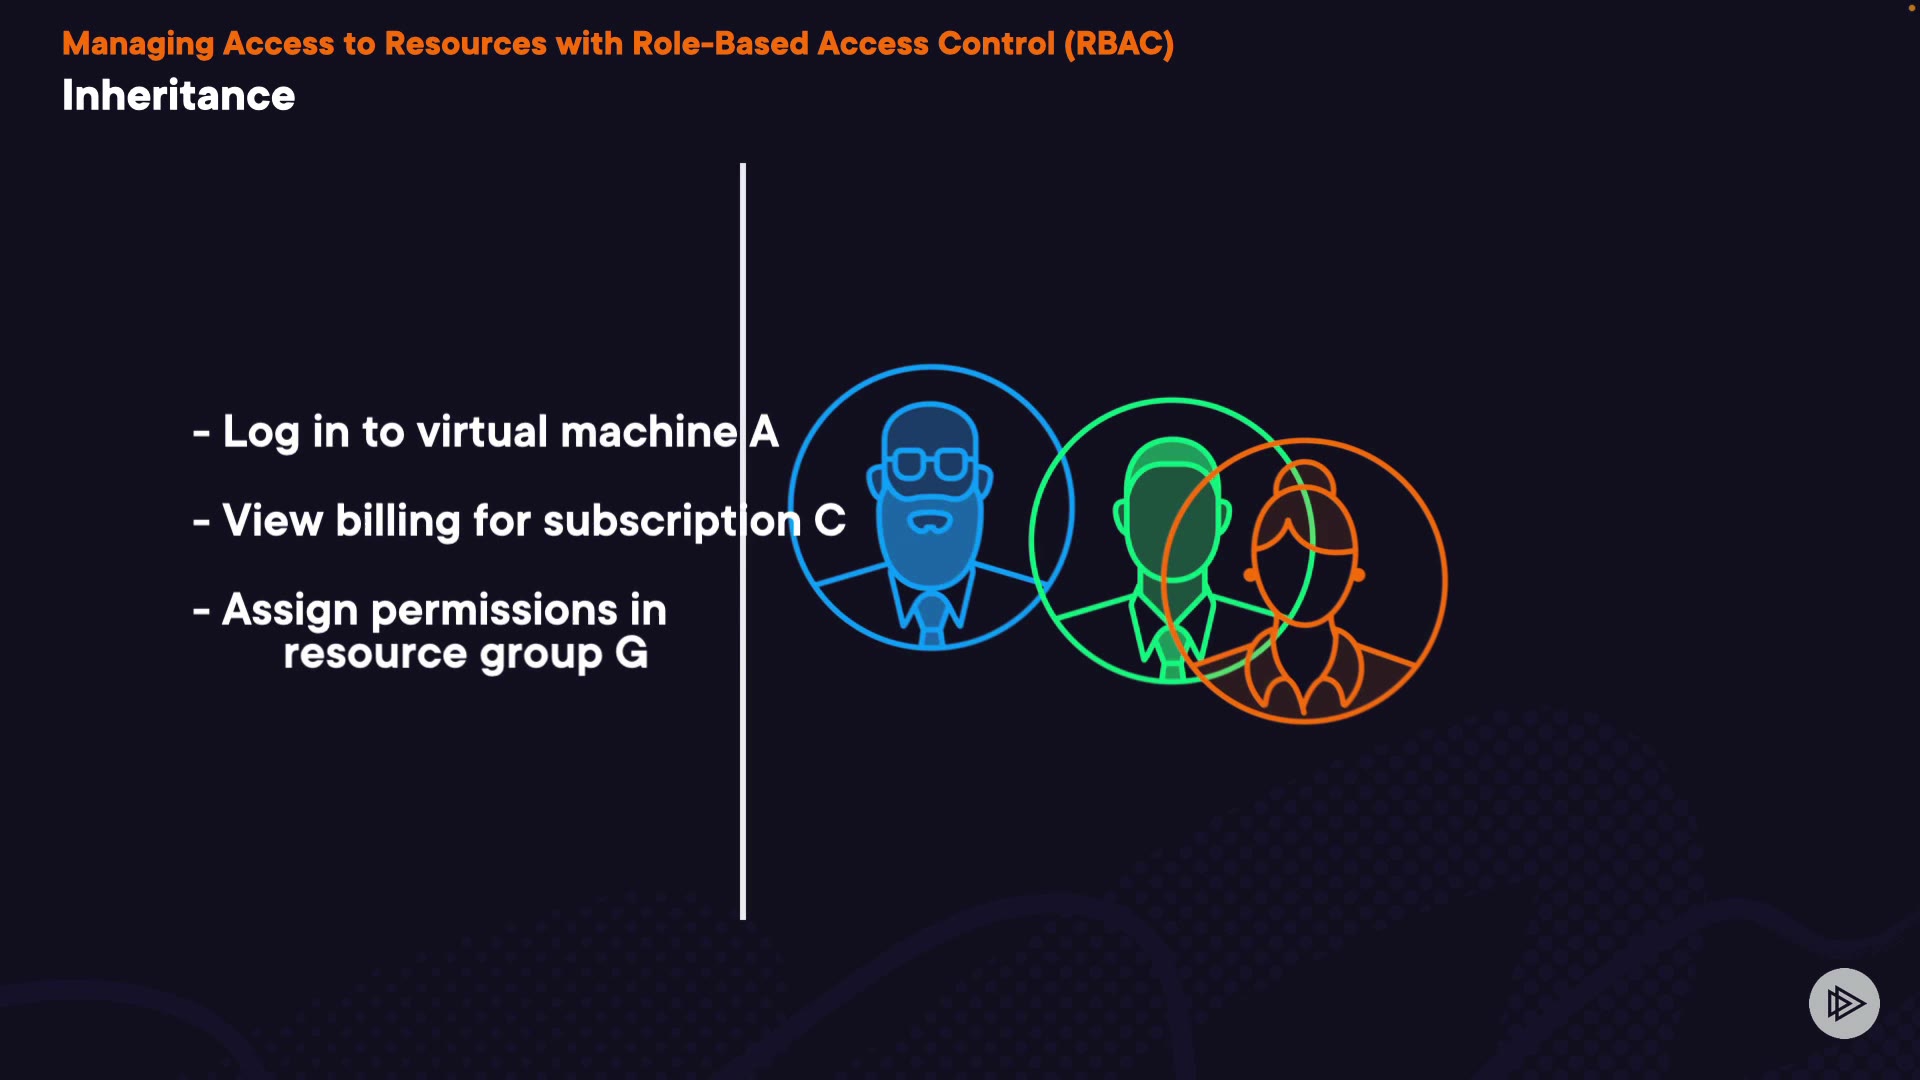 Managing Access to Resources with Role-Based Access Control (RBAC)
Inheritance
- Log in to virtual machine A
- View billing for subscription C
- Assign permissions in
resource group G